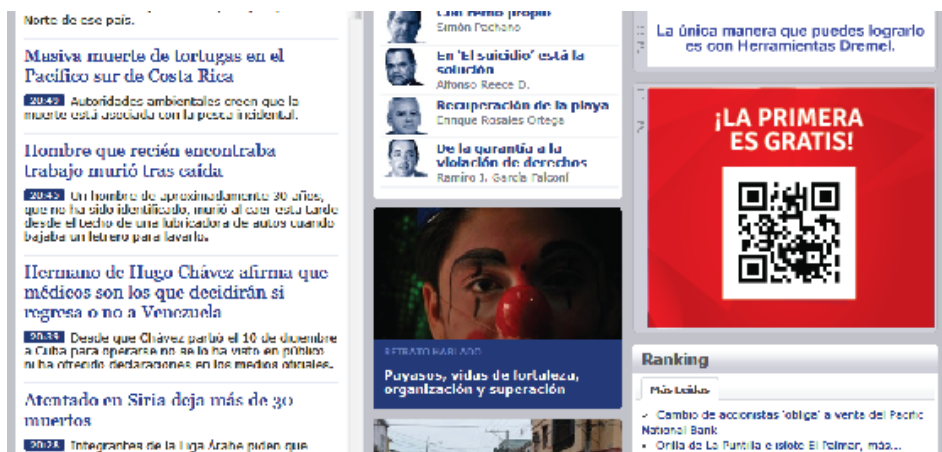 Norte de ese país.
Masiva muerte de tortugas en el
Pacífico sur de Costa Rica
20:49 Autoridades ambientales creen que la
muerte está asociada con la pesca incidental.
Hombre que recién encontraba
trabajo murió tras caída
20:45 Un hombre de aproximadamente 30 años,
que no ha sido identificado, murió al caer esta tarde
desde el techo de una lubricadora de autos cuando
bajaba un letrero para lavarlo.
Hermano de Hugo Chávez afirma que
médicos son los que decidirán si
regresa o no a Venezuela
20:39 Desde que Chávez partió el 10 de diciembre
a Cuba para operarse no se lo ha visto en público
ni ha ofrecido declaraciones en los medios oficiales.
Atentado en Siria deja más de 30
muertos
20:28 Integrantes de la Liga Árabe piden que
Con remo propio
Simón Pachano
En 'El suicidio' está la
solución
Alfonso Reece D.
Recuperación de la playa
Enrique Rosales Ortega
De la garantía a la
violación de derechos
Ramiro J. García Falconí
RETRATO HABLADO
Payasos, vidas de fortaleza,
organización y superación
La única manera que puedes lograrlo
es con Herramientas Dremel.
¡LA PRIMERA
ES GRATIS!
Ranking
Más Leídas
Cambio de accionistas 'obliga' a venta del Pacific
National Bank
Orilla de La Puntilla e islote El Palmar, más...